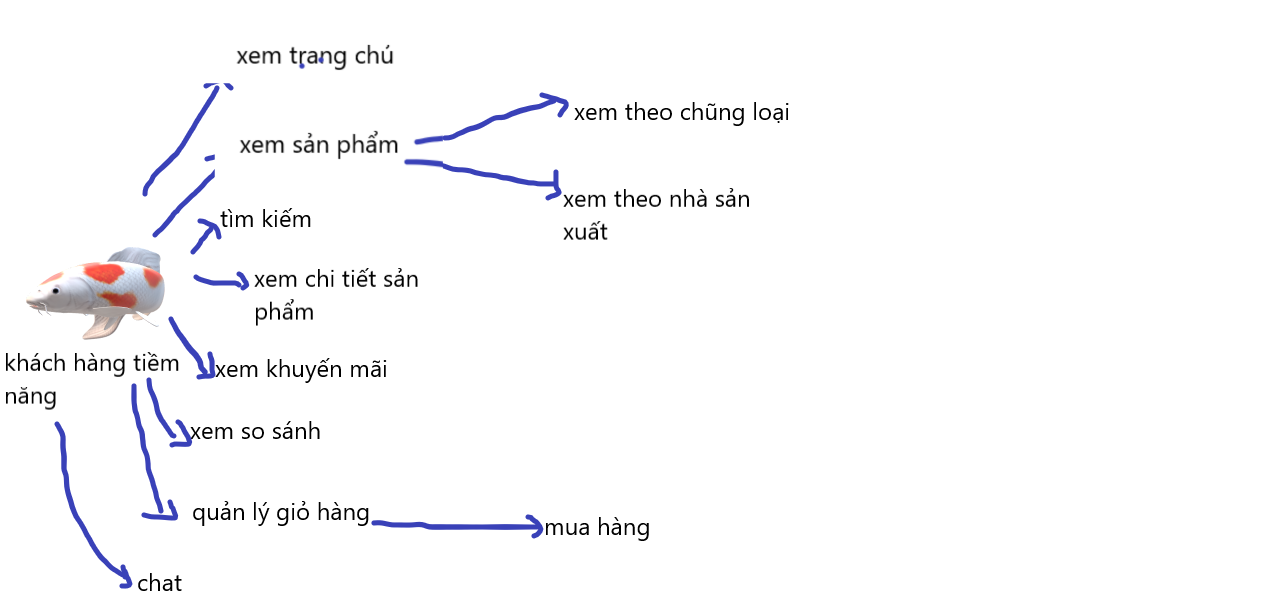 xem trang chú
xem theo chũng loại
xem sản phẩm
xem theo nhà sản
xuất
tìm kiếm
xem chi tiết sản
phẩm
khách hàng tiềm
năng
xem khuyến mãi
xem so sánh
quản lý giỏ hàng
mua hàng
chat